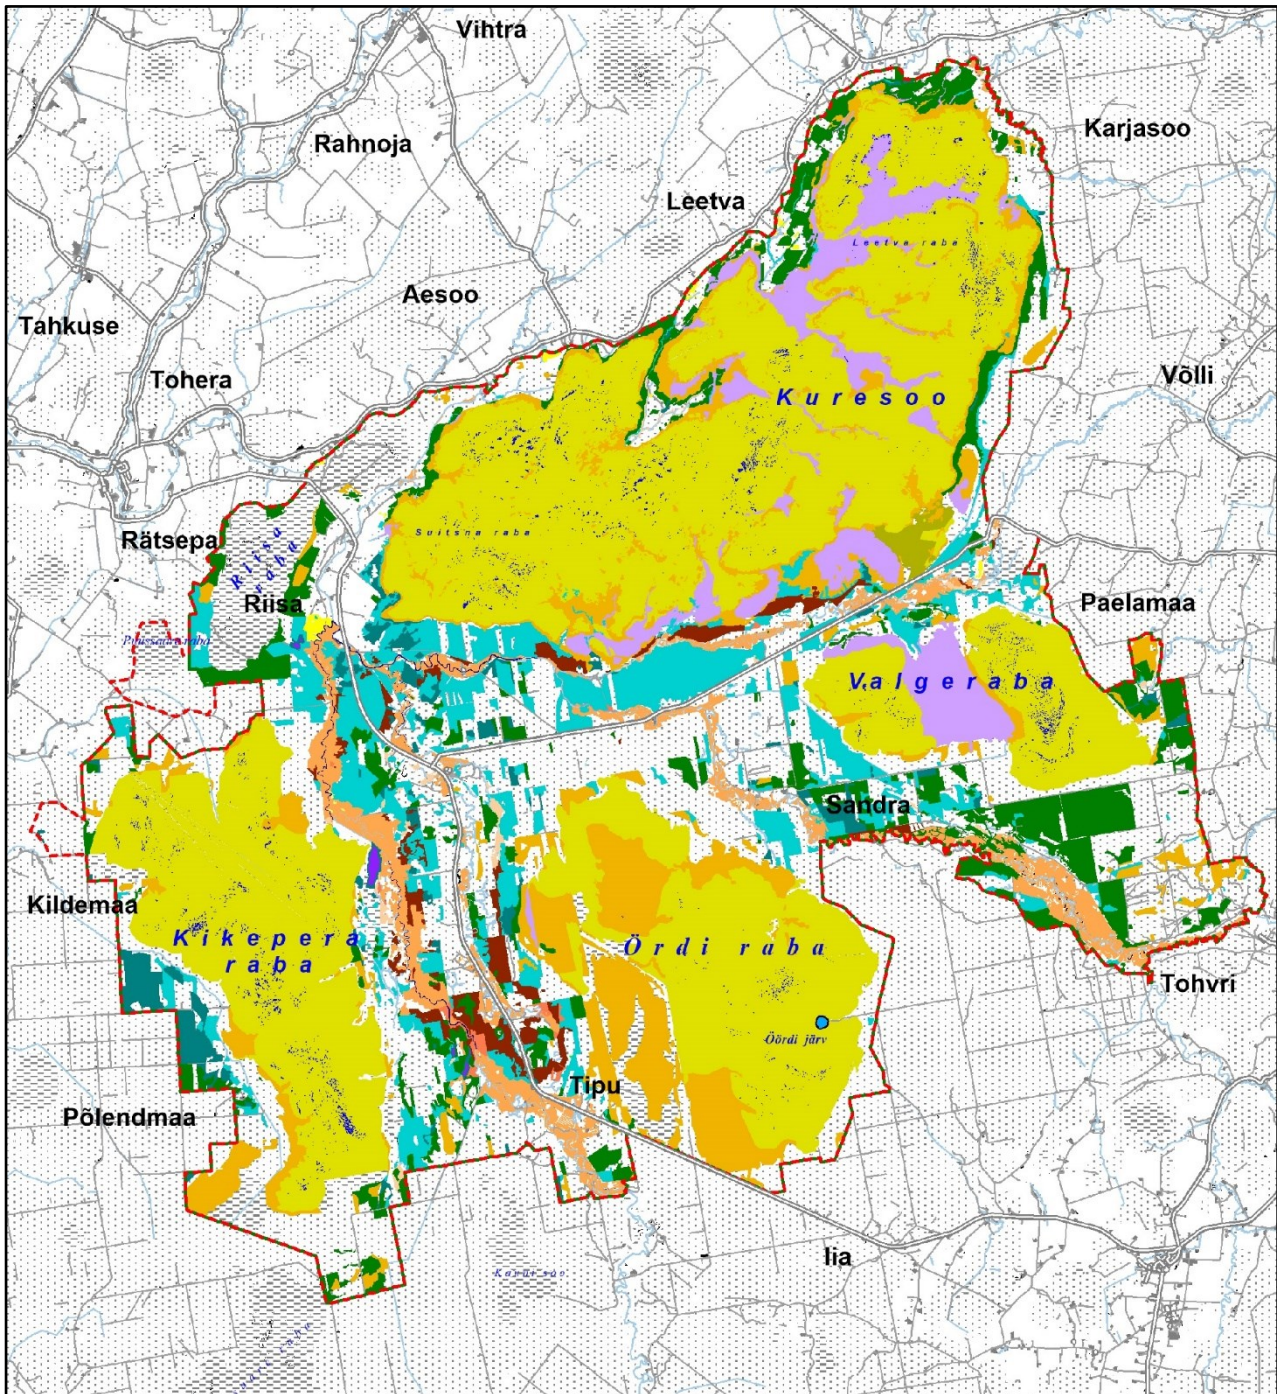 Vihtra
Karjasoo
Rahnoja
Leetva
Leetva raba
Aesoo
Tahkuse
Tohera
Võlli
Kuresoo
Suitsna raba
Rätsepa
Riisa
raba
Riisa
Paelamaa
Valgeraba
Sandra
Kildemaa
Kikepera
raba
Ördi raba
Tohvri
Öördi järv
Tipu
Põlendmaa
Iia